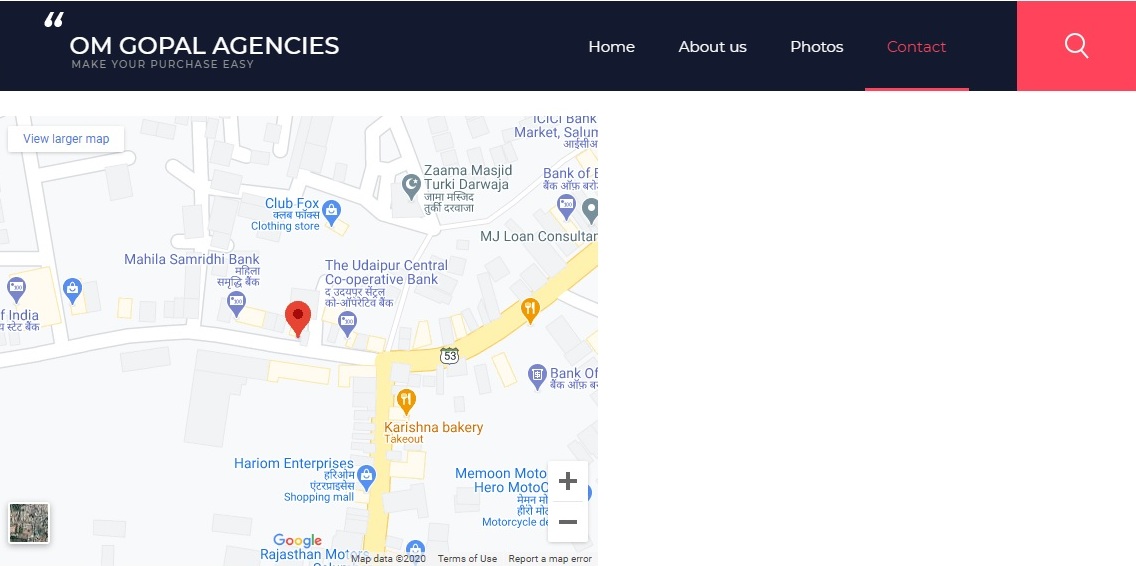 “
OM GOPAL AGENCIES
MAKE YOUR PURCHASE EASY
Home
About us
Photos
Contact
View larger map
ICICI Bank
Market, Salum
आईसीअ
Zaama Masjid
Turki Darwaja
जामा मस्जिद
तुर्की दरवाजा
Bank of B
बैंक ऑफ़ बरो
Club Fox
क्लब फॉक्स
Clothing store
MJ Loan Consultan
Mahila Samridhi Bank
महिला
समृद्धि बैंक
The Udaipur Central
Co-operative Bank
द उदयपुर सेंट्रल
को-ऑपरेटिव बैंक
f India
य स्टेट बैंक
53
Bank Of
बैंक ऑफ़ ब
Karishna bakery
Takeout
Hariom Enterprises
हरिओम
एंटरप्राइसेस
Shopping mall
Memoon Moto
Hero MotoC
मेमन मो
हीरो मोट
Motorcycle de
+
−
Google
Rajasthan Motors
Map data ©2020
Terms of Use
Report a map error